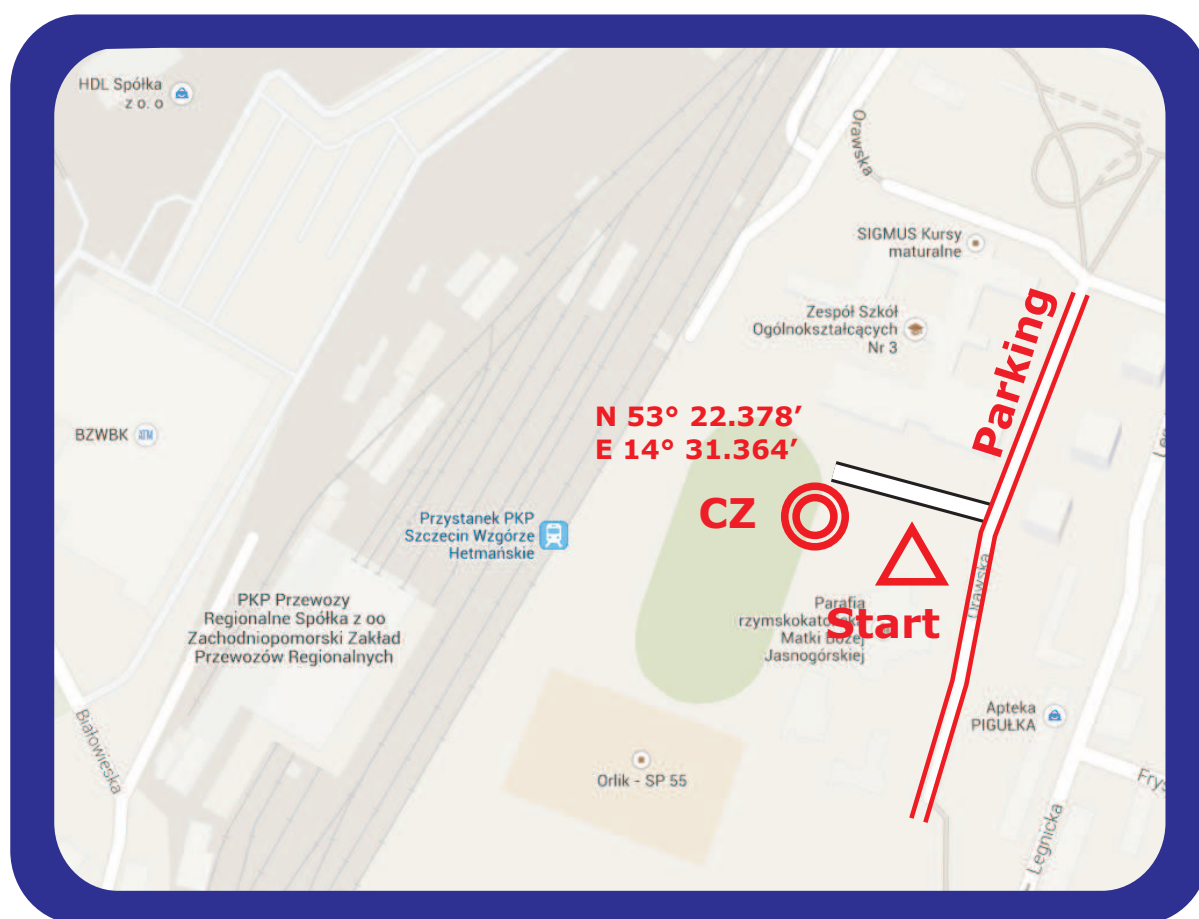 HDL Spółka
z o. o
Orawska
SIGMUS Kursy
maturalne
Zespół Szkół
Ogólnokształcących
Nr 3
Parking
N 53° 22.378’
E 14° 31.364’
BZWBK
ATM
CZ
Przystanek PKP
Szczecin Wzgórze
Hetmańskie
Orawska
PKP Przewozy
Regionalne Spółka z oo
Zachodniopomorski Zakład
Przewozów Regionalnych
Parafia
Matki Bożej
Jasnogórskiej
Start
Apteka
PIGUŁKA
Białowieska
Orlik - SP 55
Legnicka